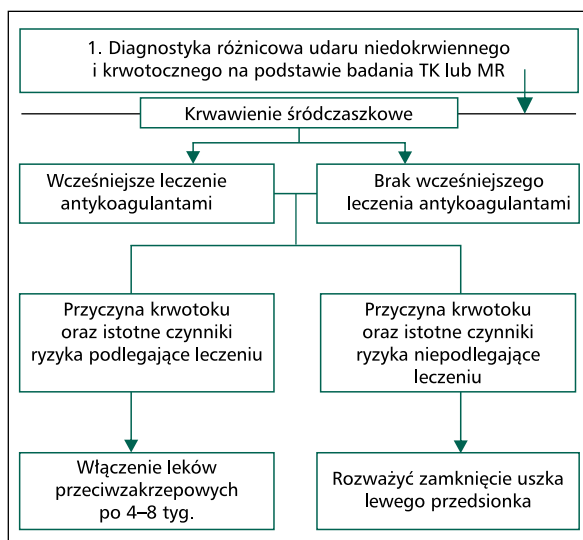 1. Diagnostyka różnicowa udaru niedokrwiennego
i krwotocznego na podstawie badania TK lub MR
Krwawienie śródczaszkowe
Wcześniejsze leczenie
antykoagulantami
Brak wcześniejszego
leczenia antykoagulantami
Przyczyna krwotoku
oraz istotne czynniki
ryzyka podlegające leczeniu
Przyczyna krwotoku
oraz istotne czynniki
ryzyka niepodlegające
leczeniu
Włączenie leków
przeciwzakrzepowych
po 4–8 tyg.
Rozważyć zamknięcie uszka
lewego przedsionka